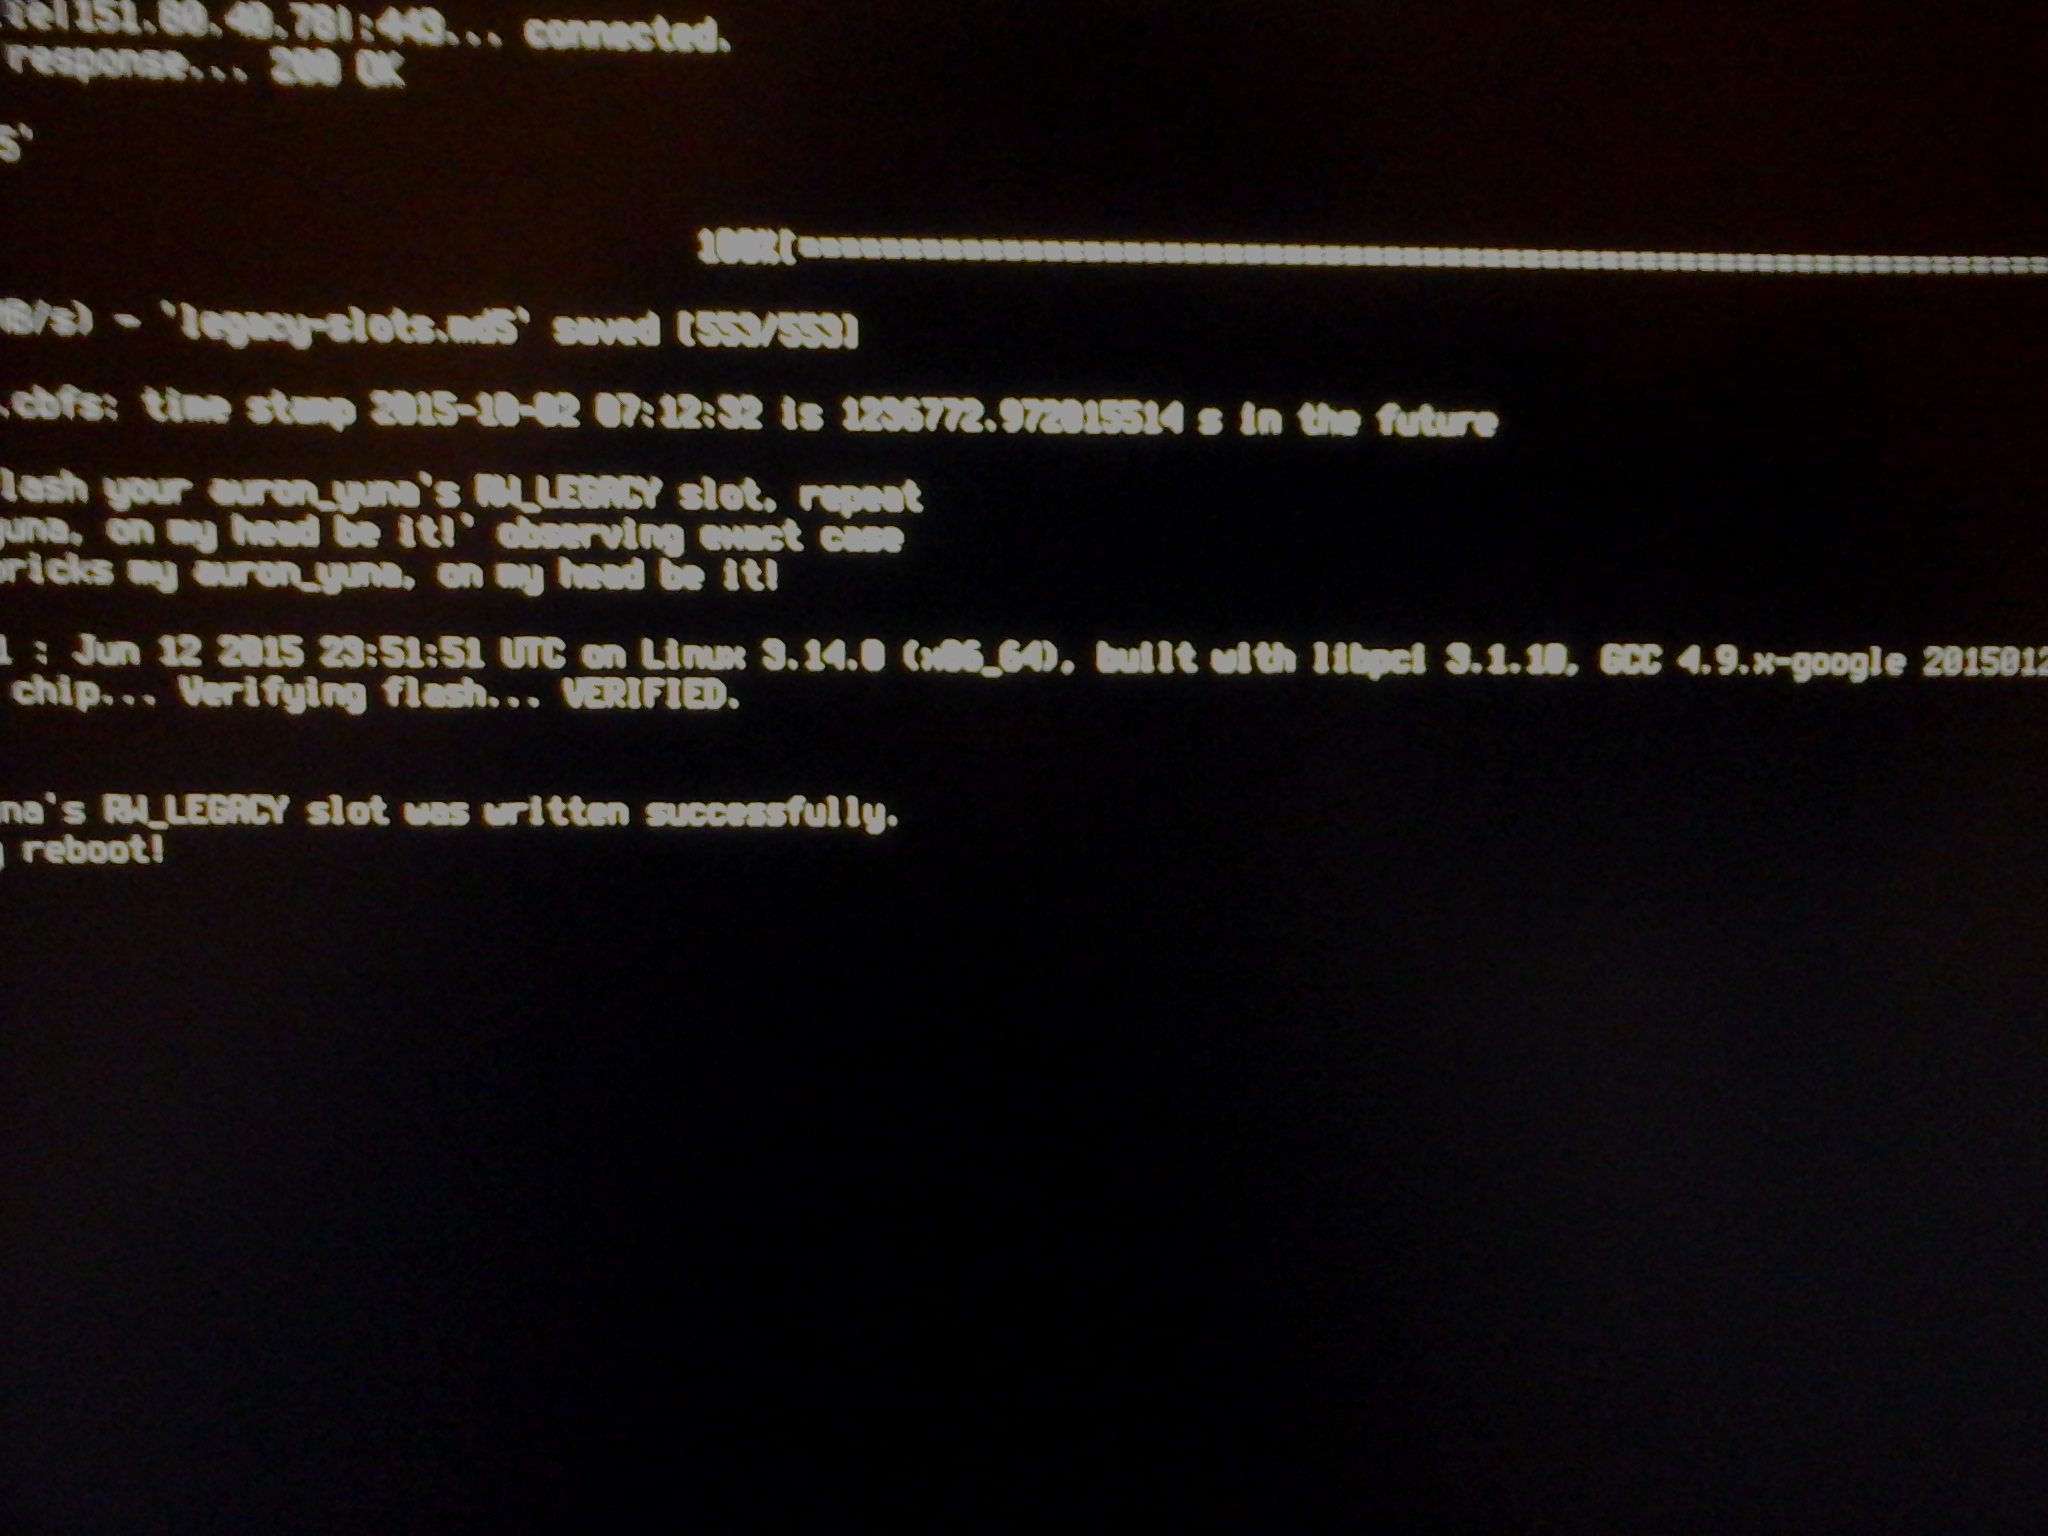 151.80.40.78|:443... connected.
response... 200 OK
5'
100%[
B/s) - 'legacy-slots.md5' saved [553/553]
.cbfs: time stamp 2015-10-02 07:12:32 is 1236772.972015514 s in the future
lash your auron_yuna's RW_LEGACY slot, repeat
yuna, on my head be it!' observing exact case
bricks my auron_yuna, on my head be it!
1 : Jun 12 2015 23:51:51 UTC on Linux 3.14.0 (x86_64), built with libpci 3.1.10, GCC 4.9.x-google 2015012
chip... Verifying flash... VERIFIED.
na's RW_LEGACY slot was written successfully.
reboot!